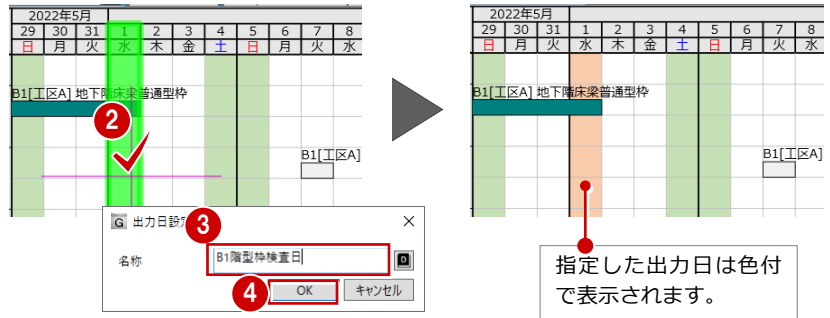 2022年5月
29 30 31 1 2 3 4 5 6 7 8
日 月 火 水 木 金 土 日 月 火 水
B1[工区A] 地下階床梁普通型枠
2
B1[工区A]
G 出力日設 3 ×
名称 B1階型枠検査日 D
4 OK キャンセル
2022年5月
29 30 31 1 2 3 4 5 6 7 8
日 月 火 水 木 金 土 日 月 火 水
B1[工区A] 地下階床梁普通型枠
B1[工区A]
指定した出力日は色付
で表示されます。